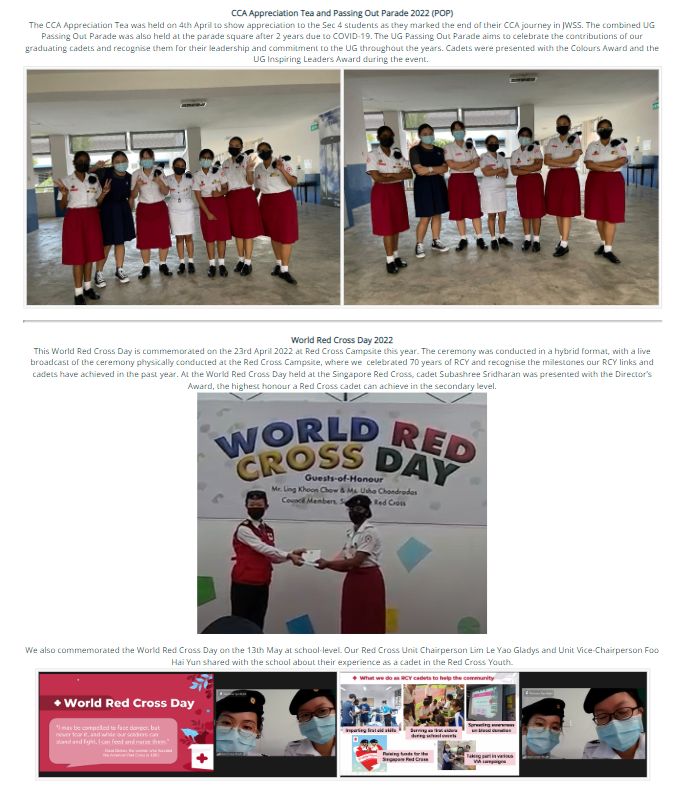 CCA Appreciation Tea and Passing Out Parade 2022 (POP)
The CCA Appreciation Tea was held on 4th April to show appreciation to the Sec 4 students as they marked the end of their CCA journey in JWSS. The combined UG
Passing Out Parade was also held at the parade square after 2 years due to COVID-19. The UG Passing Out Parade aims to celebrate the contributions of our
graduating cadets and recognise them for their leadership and commitment to the UG throughout the years. Cadets were presented with the Colours Award and the
UG Inspiring Leaders Award during the event.
World Red Cross Day 2022
This World Red Cross Day is commemorated on the 23rd April 2022 at Red Cross Campsite this year. The ceremony was conducted in a hybrid format, with a live
broadcast of the ceremony physically conducted at the Red Cross Campsite, where we celebrated 70 years of RCY and recognise the milestones our RCY links and
cadets have achieved in the past year. At the World Red Cross Day held at the Singapore Red Cross, cadet Subashree Sridharan was presented with the Director's
Award, the highest honour a Red Cross cadet can achieve in the secondary level.
WORLD RED
CROSS DAY
Guests-of-Honour
Mr. Ling Khoon Chow & Ms. Usha Chandradas
Council Members, Red Cross
We also commemorated the World Red Cross Day on the 13th May at school-level. Our Red Cross Unit Chairperson Lim Le Yao Gladys and Unit Vice-Chairperson Foo
Hai Yun shared with the school about their experience as a cadet in the Red Cross Youth.
World Red Cross Day
"I may be compelled to face danger, but
never fear it, and while our soldiers can
stand and fight, I can feed and nurse them."
What we do as RCY cadets to help the community
Imparting first aid skills
Serving as first aiders
during school events
Spreading awareness
on blood donation
Raising funds for the
Singapore Red Cross
Taking part in various
VIA campaigns